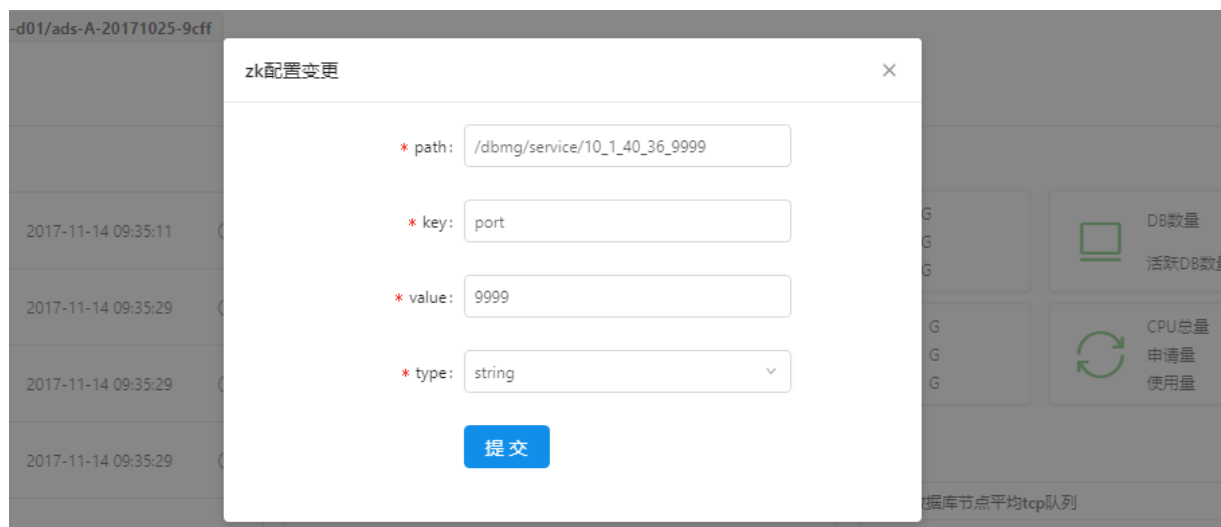 -d01/ads-A-20171025-9cff
zk配置变更
* path: /dbmg/service/10_1_40_36_9999
* key: port
* value: 9999
* type: string
提交
2017-11-14 09:35:11
2017-11-14 09:35:29
2017-11-14 09:35:29
2017-11-14 09:35:29
G
G
G
DB数量
活跃DB数量
G
G
G
CPU总量
申请量
使用量
据库节点平均tcp队列